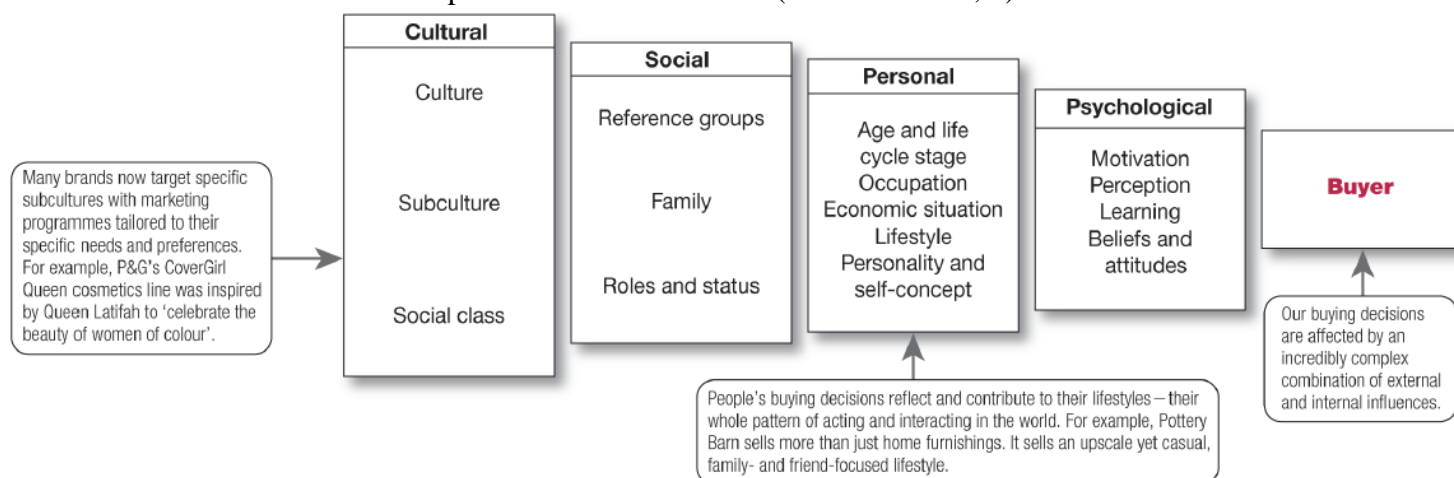 Cultural
Culture
Subculture
Social class
Social
Reference groups
Family
Roles and status
Personal
Age and life
cycle stage
Occupation
Economic situation
Lifestyle
Personality and
self-concept
Psychological
Motivation
Perception
Learning
Beliefs and
attitudes
Buyer
Many brands now target specific
subcultures with marketing
programmes tailored to their
specific needs and preferences.
For example, P&G's CoverGirl
Queen cosmetics line was inspired
by Queen Latifah to 'celebrate the
beauty of women of colour'.
People's buying decisions reflect and contribute to their lifestyles – their
whole pattern of acting and interacting in the world. For example, Pottery
Barn sells more than just home furnishings. It sells an upscale yet casual,
family- and friend-focused lifestyle.
Our buying decisions
are affected by an
incredibly complex
combination of external
and internal influences.